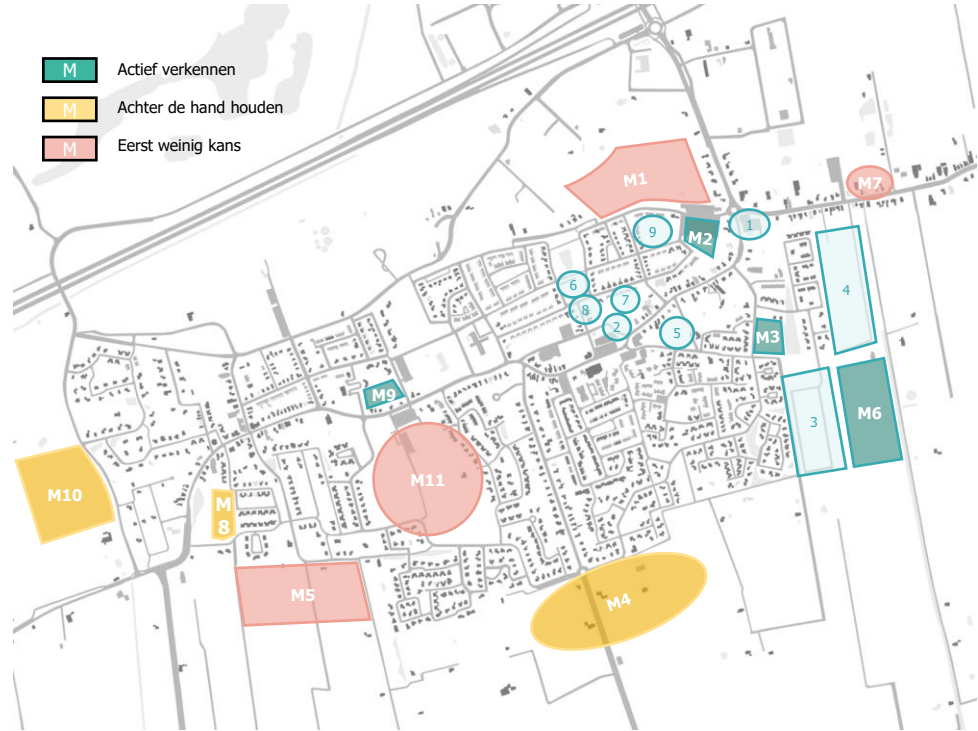 M Actief verkennen
M Achter de hand houden
M Eerst weinig kans
M1
M7
9
M2
1
6
7
8
2
5
4
M3
M9
3
M6
M11
M10
M
8
M5
M4